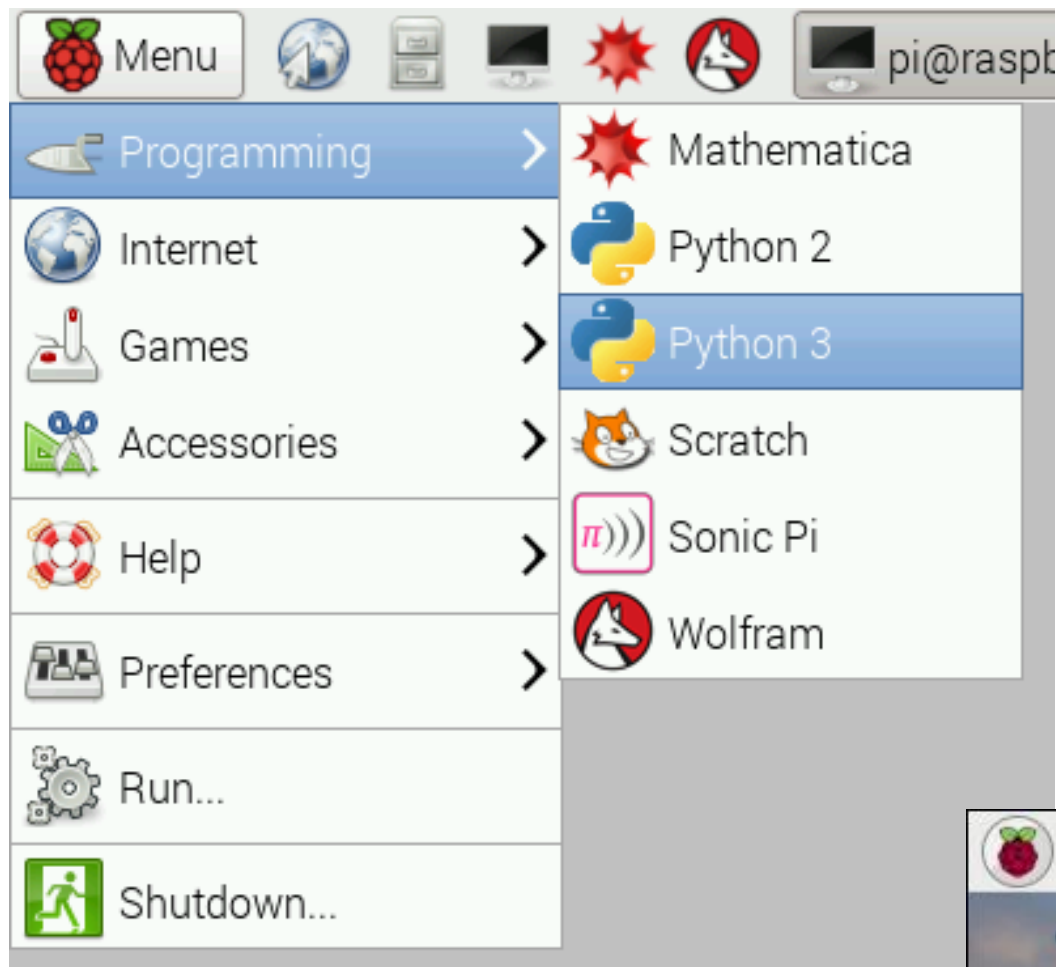 Menu
pi@raspb
Programming
Internet
Games
Accessories
Help
Preferences
Run...
Shutdown...
Mathematica
Python 2
Python 3
Scratch
π)))
Sonic Pi
Wolfram